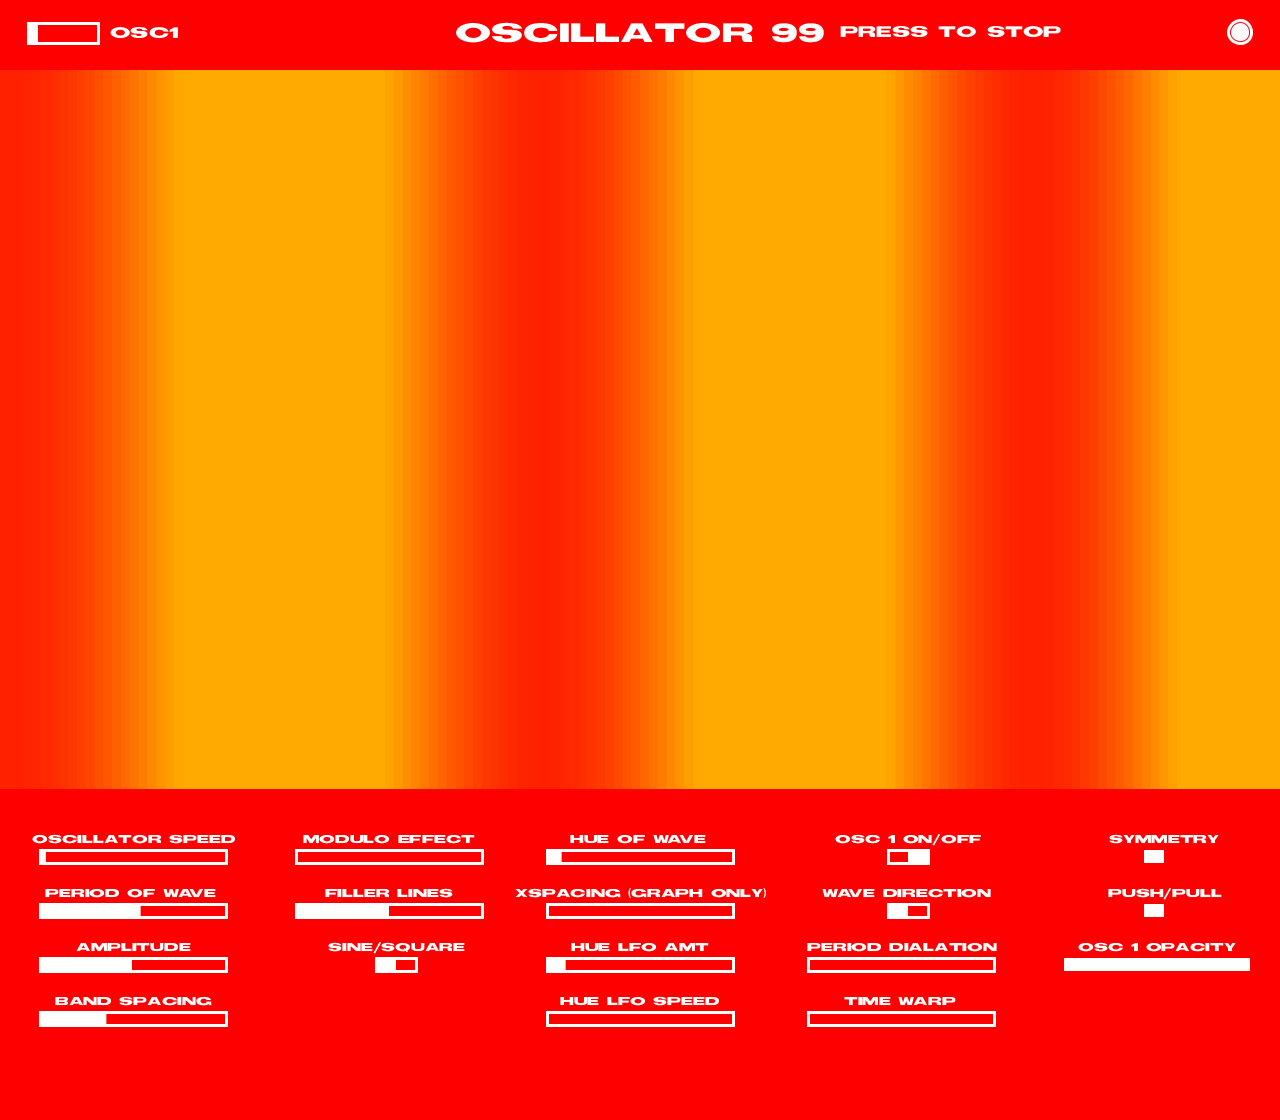 OSC1
OSCILLATOR 99 PRESS TO STOP
OSCILLATOR SPEED
MODULO EFFECT
HUE OF WAVE
OSC 1 ON/OFF
SYMMETRY
PERIOD OF WAVE
FILLER LINES
XSPACING (GRAPH ONLY)
WAVE DIRECTION
PUSH/PULL
AMPLITUDE
SINE/SQUARE
HUE LFO AMT
PERIOD DIALATION
OSC 1 OPACITY
BAND SPACING
HUE LFO SPEED
TIME WARP